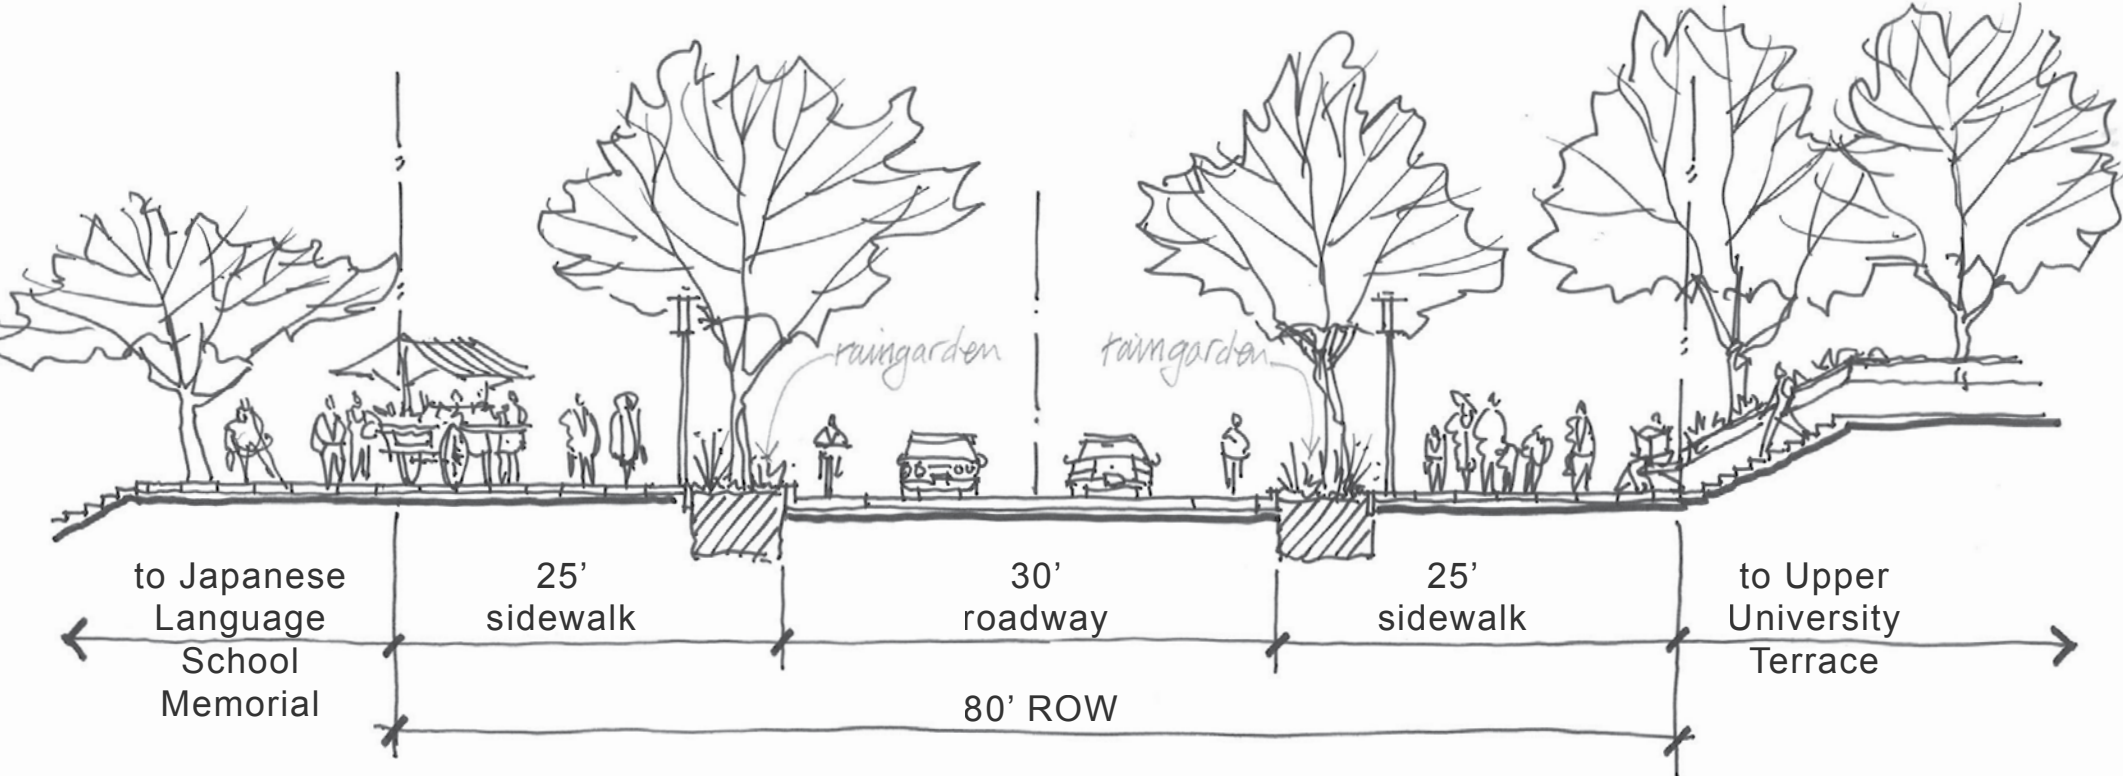 raingarden
raingarden
to Japanese
Language
School
Memorial
25’
sidewalk
30’
roadway
25’
sidewalk
to Upper
University
Terrace
80’ ROW